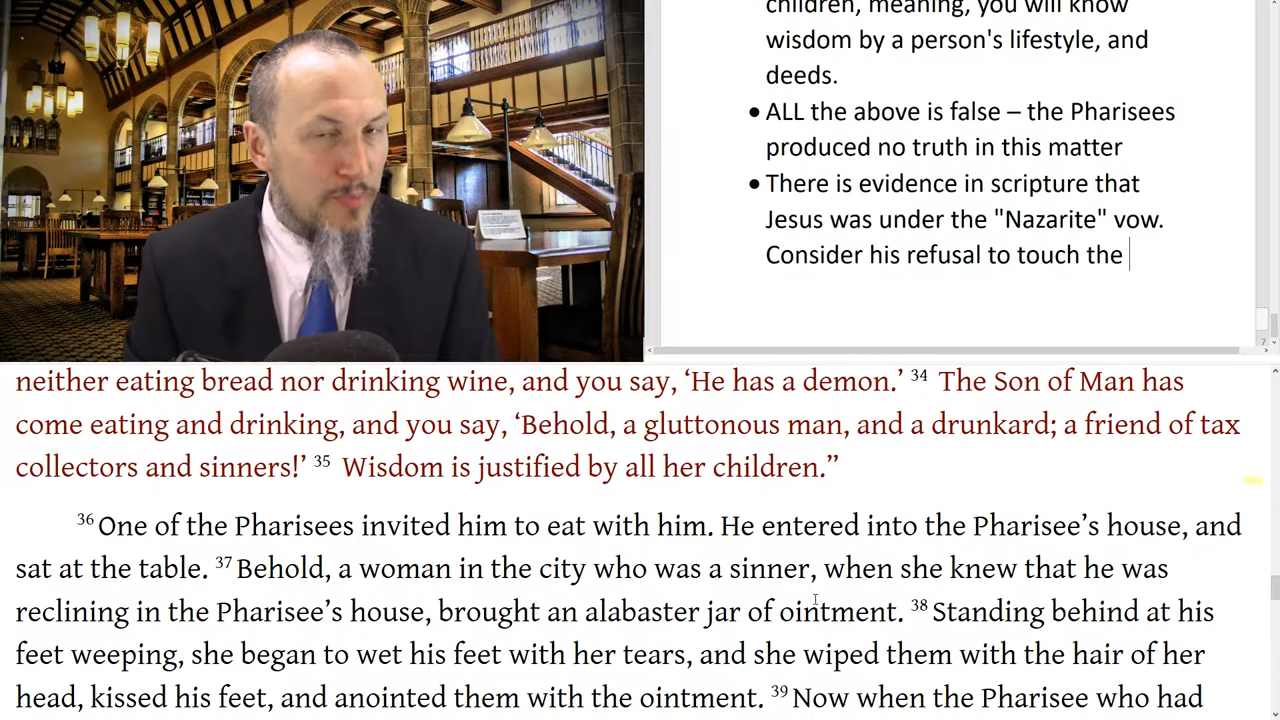 children, meaning, you will know
wisdom by a person's lifestyle, and
deeds.
• ALL the above is false – the Pharisees
produced no truth in this matter
• There is evidence in scripture that
Jesus was under the "Nazarite" vow.
Consider his refusal to touch the
7
neither eating bread nor drinking wine, and you say, ‘He has a demon.’ 34 The Son of Man has
come eating and drinking, and you say, ‘Behold, a gluttonous man, and a drunkard; a friend of tax
collectors and sinners!’ 35 Wisdom is justified by all her children.”
36 One of the Pharisees invited him to eat with him. He entered into the Pharisee’s house, and
sat at the table. 37 Behold, a woman in the city who was a sinner, when she knew that he was
reclining in the Pharisee’s house, brought an alabaster jar of ointment. 38 Standing behind at his
feet weeping, she began to wet his feet with her tears, and she wiped them with the hair of her
head, kissed his feet, and anointed them with the ointment. 39 Now when the Pharisee who had